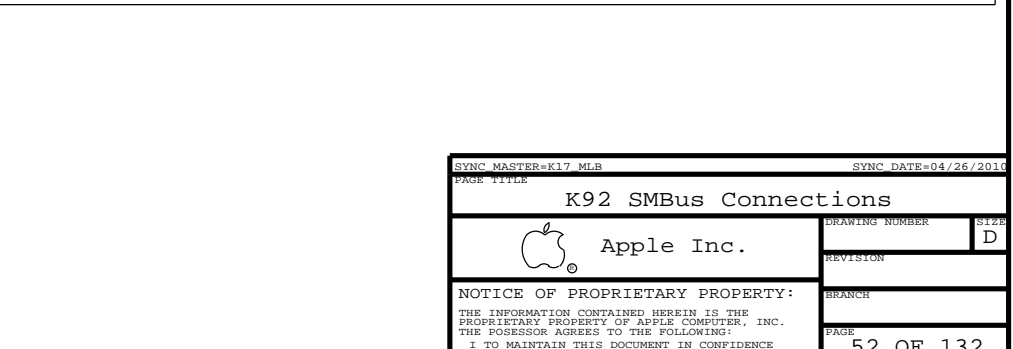 SYNC_MASTER=K17_MLB SYNC_DATE=04/26/2010
PAGE TITLE
K92 SMBus Connections
Apple Inc.
®
DRAWING NUMBER
SIZE
D
REVISION
NOTICE OF PROPRIETARY PROPERTY:
BRANCH
THE INFORMATION CONTAINED HEREIN IS THE
PROPRIETARY PROPERTY OF APPLE COMPUTER, INC.
THE POSESSOR AGREES TO THE FOLLOWING:
I TO MAINTAIN THIS DOCUMENT IN CONFIDENCE
PAGE
52 OF 132